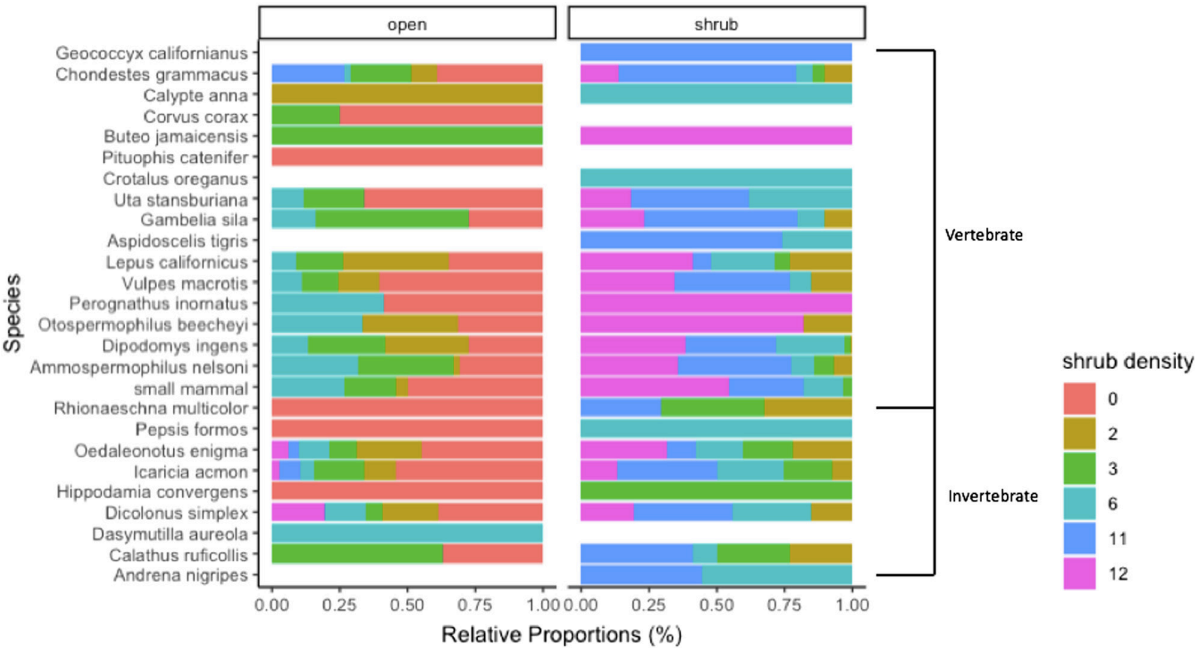 open
shrub
Geococcyx californianus
Chondestes grammacus
Calypte anna
Corvus corax
Buteo jamaicensis
Pituophis catenifer
Crotalus oreganus
Uta stansburiana
Gambelia sila
Aspidoscelis tigris
Lepus californicus
Vulpes macrotis
Perognathus inornatus
Otospermophilus beecheyi
Dipodomys ingens
Ammospermophilus nelsoni
small mammal
Rhionaeschna multicolor
Pepsis formos
Oedaleonotus enigma
Icaricia acmon
Hippodamia convergens
Dicolonus simplex
Dasymutilla aureola
Calathus ruficollis
Andrena nigripes
Species
0.00 0.25 0.50 0.75 1.00 0.00 0.25 0.50 0.75 1.00
Relative Proportions (%)
Vertebrate
Invertebrate
shrub density
0
2
3
6
11
12